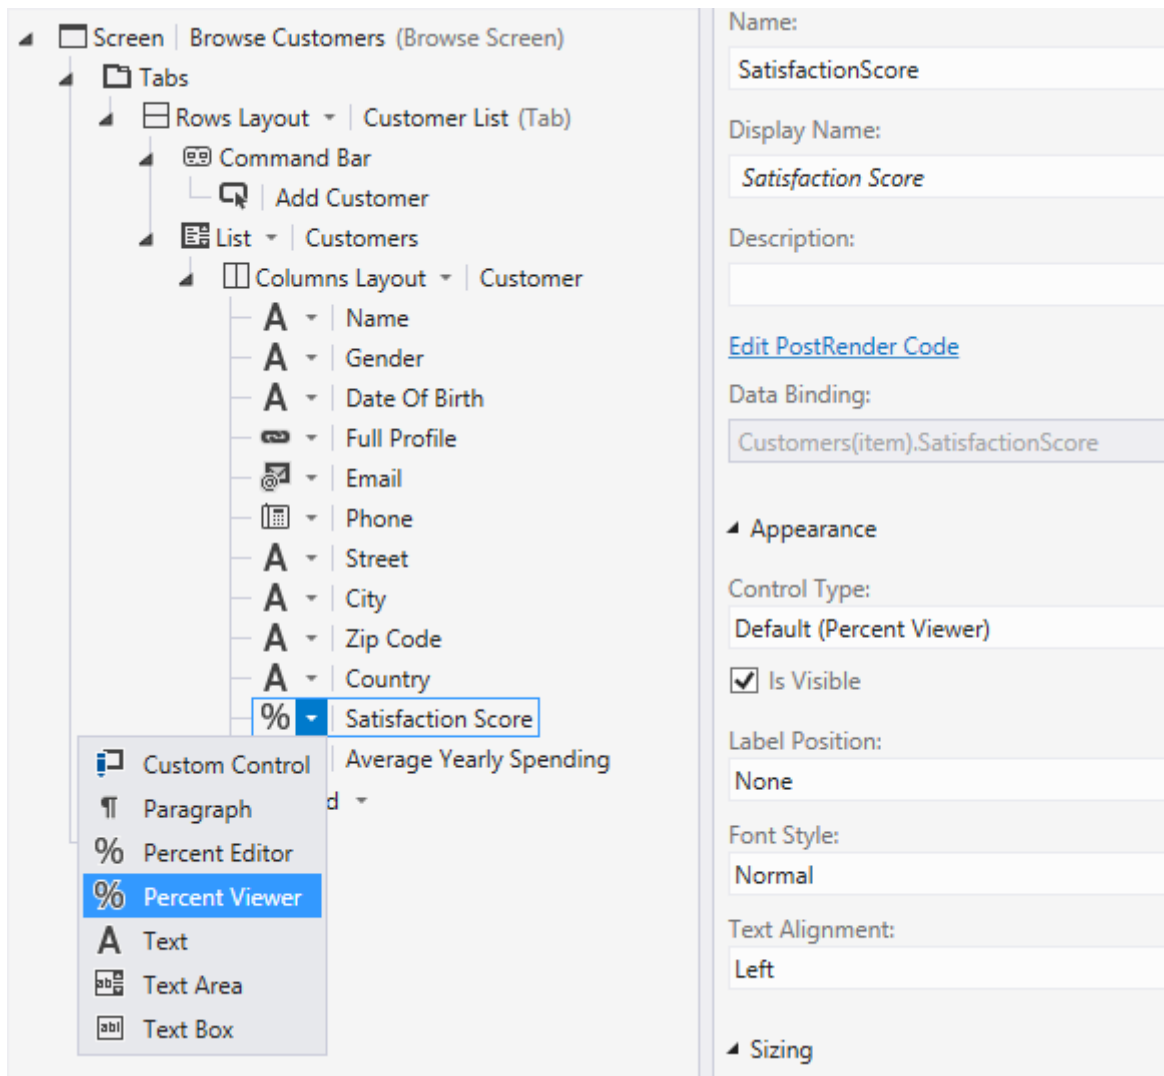 Screen | Browse Customers (Browse Screen)
Tabs
Rows Layout | Customer List (Tab)
Command Bar
Add Customer
List | Customers
Columns Layout | Customer
A | Name
A | Gender
A | Date Of Birth
Full Profile
Email
Phone
A | Street
A | City
A | Zip Code
A | Country
% | Satisfaction Score
Average Yearly Spending
d
Custom Control
¶ Paragraph
% Percent Editor
% Percent Viewer
A Text
ab Text Area
abl Text Box
Name:
SatisfactionScore
Display Name:
Satisfaction Score
Description:
Edit PostRender Code
Data Binding:
Customers(item).SatisfactionScore
Appearance
Control Type:
Default (Percent Viewer)
Is Visible
Label Position:
None
Font Style:
Normal
Text Alignment:
Left
Sizing